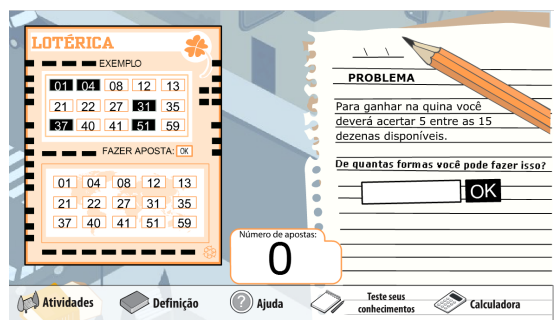 LOTÉRICA
EXEMPLO
01 04 08 12 13
21 22 27 31 35
37 40 41 51 59
FAZER APOSTA: OK
01 04 08 12 13
21 22 27 31 35
37 40 41 51 59
Número de apostas:
0
\ \
PROBLEMA
Para ganhar na quina você
deverá acertar 5 entre as 15
dezenas disponíveis.
De quantas formas você pode fazer isso?
OK
Atividades
Definição
? Ajuda
Teste seus
conhecimentos
Calculadora